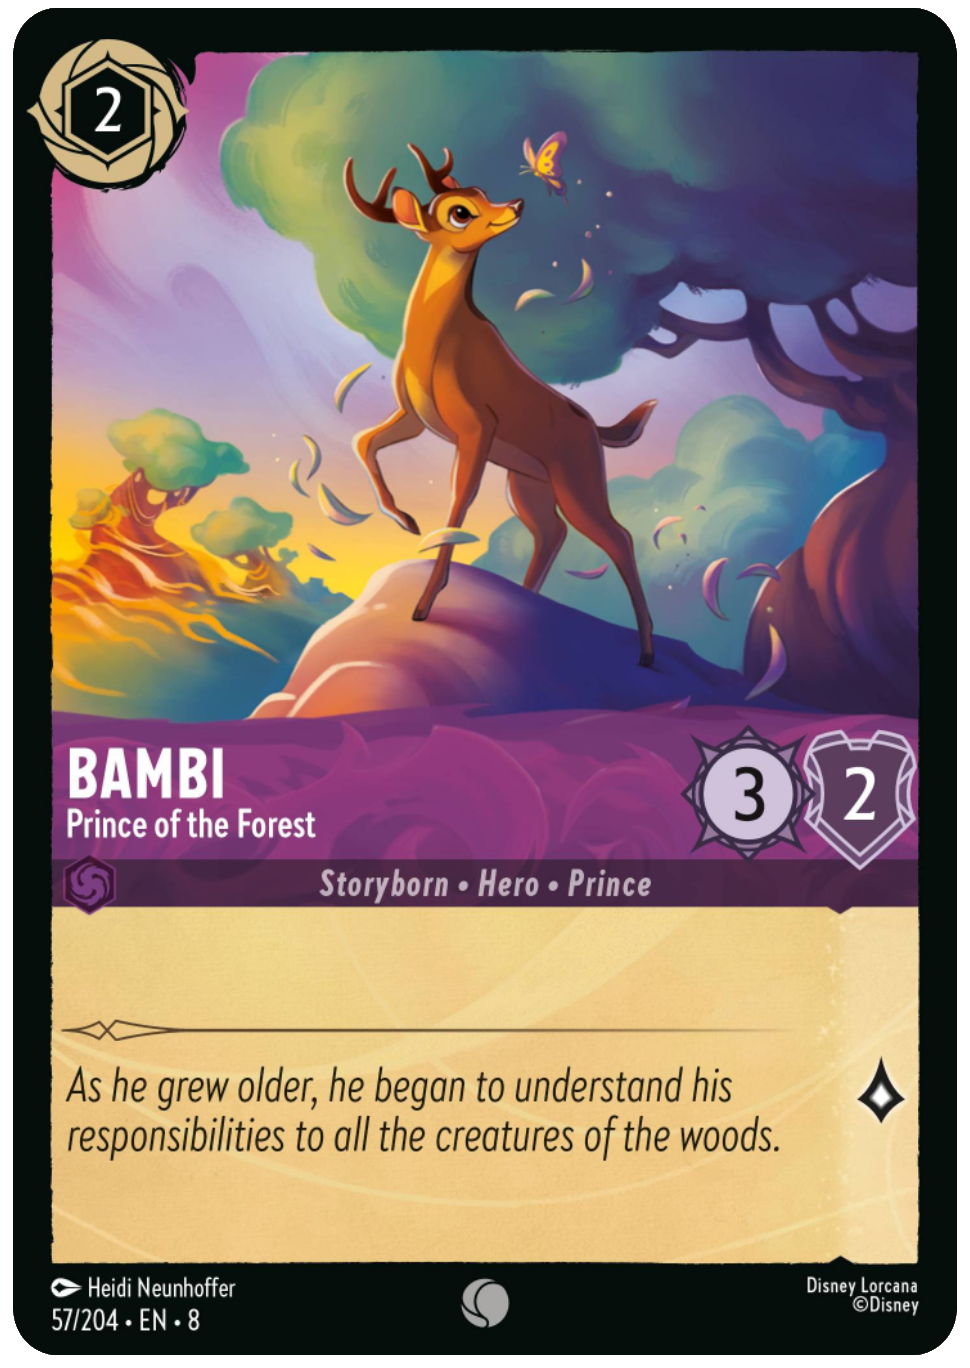 2
BAMBI
Prince of the Forest
3
2
Storyborn • Hero • Prince
As he grew older, he began to understand his
responsibilities to all the creatures of the woods.
Heidi Neunhoffer
57/204 • EN • 8
Disney Lorcana
©Disney